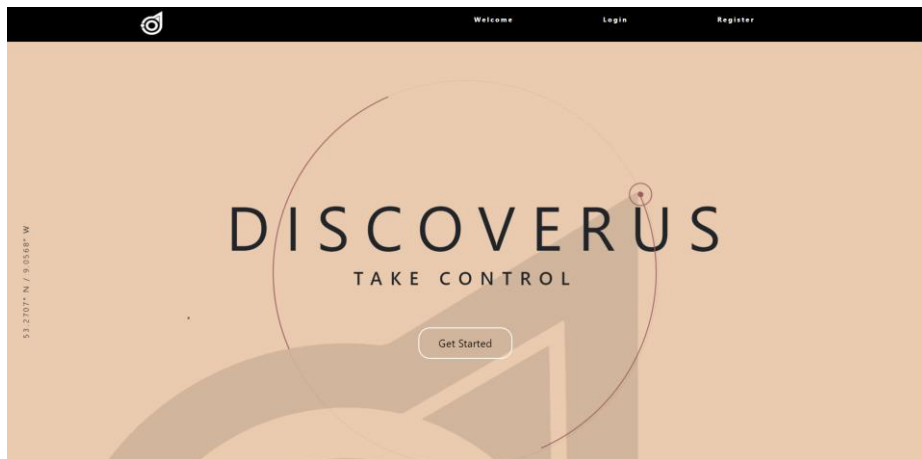 Welcome Login Register
DISCOVERUS
TAKE CONTROL
Get Started
53.2707° N / 9.0568° W